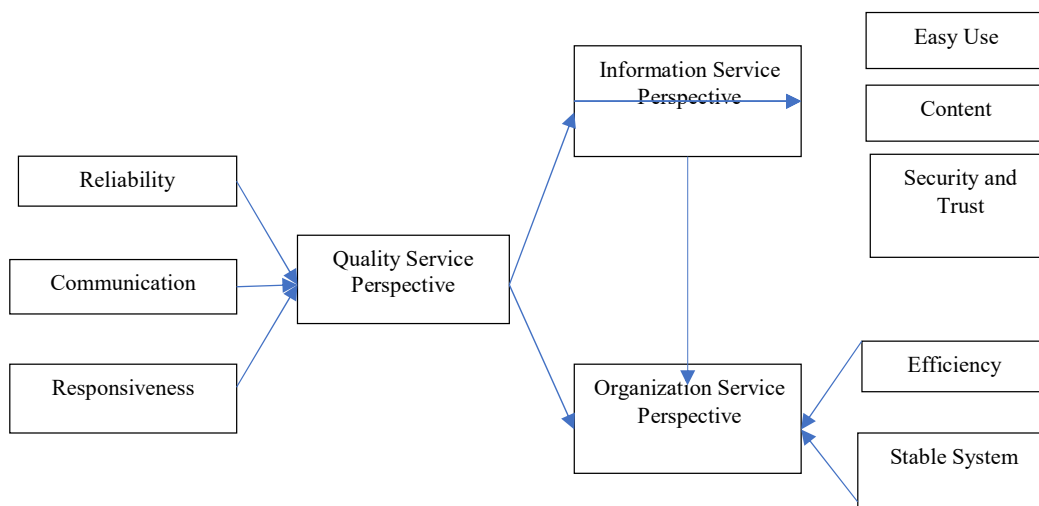 Easy Use
Information Service
Perspective
Content
Reliability
Security and
Trust
Quality Service
Perspective
Communication
Responsiveness
Organization Service
Perspective
Efficiency
Stable System